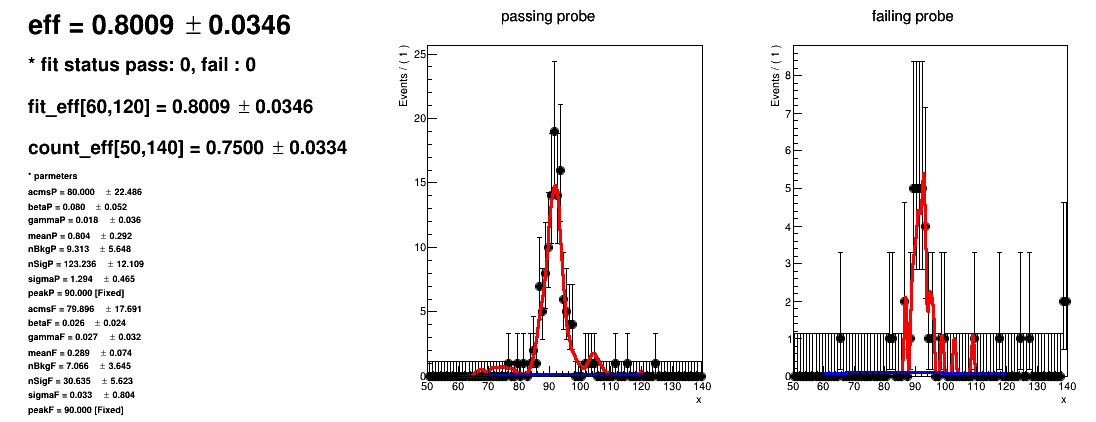 eff = 0.8009 ± 0.0346
* fit status pass: 0, fail : 0
fit_eff[60,120] = 0.8009 ± 0.0346
count_eff[50,140] = 0.7500 ± 0.0334
* parmeters
acmsP = 80.000 ± 22.486
betaP = 0.080 ± 0.052
gammaP = 0.018 ± 0.036
meanP = 0.804 ± 0.292
nBkgP = 9.313 ± 5.648
nSigP = 123.236 ± 12.109
sigmaP = 1.294 ± 0.465
peakP = 90.000 [Fixed]
acmsF = 79.896 ± 17.691
betaF = 0.026 ± 0.024
gammaF = 0.027 ± 0.032
meanF = 0.289 ± 0.074
nBkgF = 7.066 ± 3.645
nSigF = 30.635 ± 5.623
sigmaF = 0.033 ± 0.804
peakF = 90.000 [Fixed]
passing probe
Events / ( 1 )
25
20
15
10
5
0
50 60 70 80 90 100 110 120 130 140
x
failing probe
Events / ( 1 )
8
7
6
5
4
3
2
1
0
50 60 70 80 90 100 110 120 130 140
x